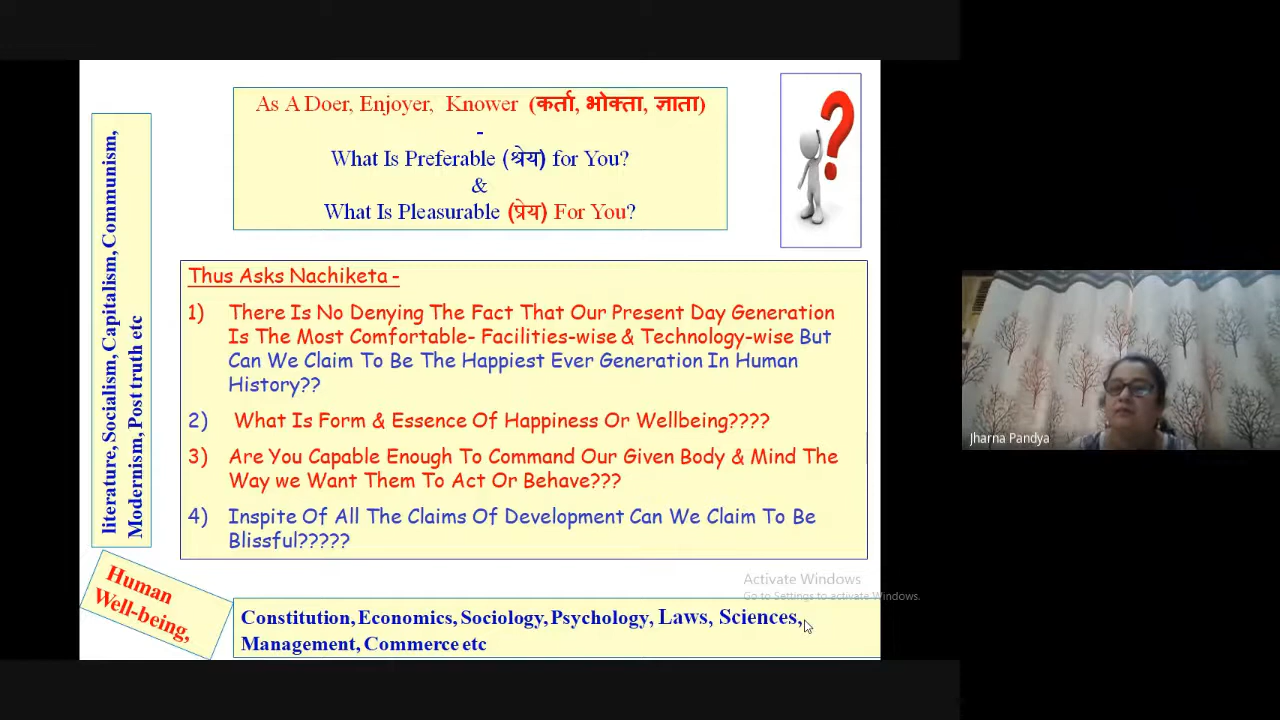 As A Doer, Enjoyer, Knower (कर्ता, भोक्ता, ज्ञाता)
-
What Is Preferable (श्रेय) for You?
&
What Is Pleasurable (प्रेय) For You?
literature, Socialism, Capitalism, Communism,
Modernism, Post truth etc
Thus Asks Nachiketa -
1) There Is No Denying The Fact That Our Present Day Generation
Is The Most Comfortable- Facilities-wise & Technology-wise But
Can We Claim To Be The Happiest Ever Generation In Human
History??
2) What Is Form & Essence Of Happiness Or Wellbeing????
3) Are You Capable Enough To Command Our Given Body & Mind The
Way we Want Them To Act Or Behave???
4) Inspite Of All The Claims Of Development Can We Claim To Be
Blissful?????
Human
Well-being,
Constitution, Economics, Sociology, Psychology, Laws, Sciences,
Management, Commerce etc
Activate Windows
Go to Settings to activate Windows.
Jharna Pandya